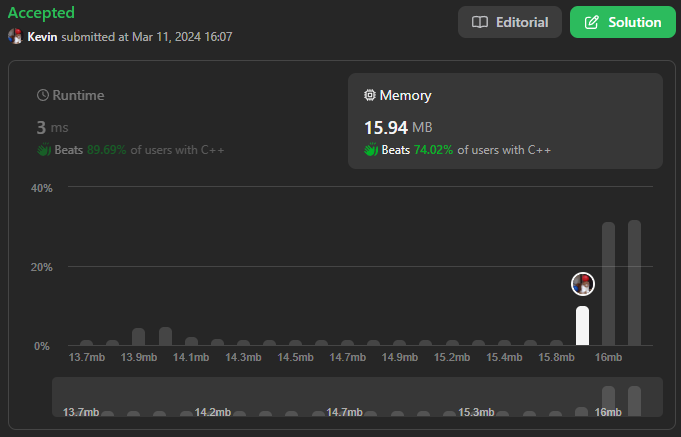 Accepted
Editorial
Solution
Kevin submitted at Mar 11, 2024 16:07
Runtime
Memory
3 ms
15.94 MB
Beats 89.69% of users with C++
Beats 74.02% of users with C++
40%
20%
0%
13.7mb 13.9mb 14.1mb 14.3mb 14.5mb 14.7mb 14.9mb 15.2mb 15.4mb 15.8mb 16mb
13.7mb 14.2mb 14.7mb 15.3mb 16mb